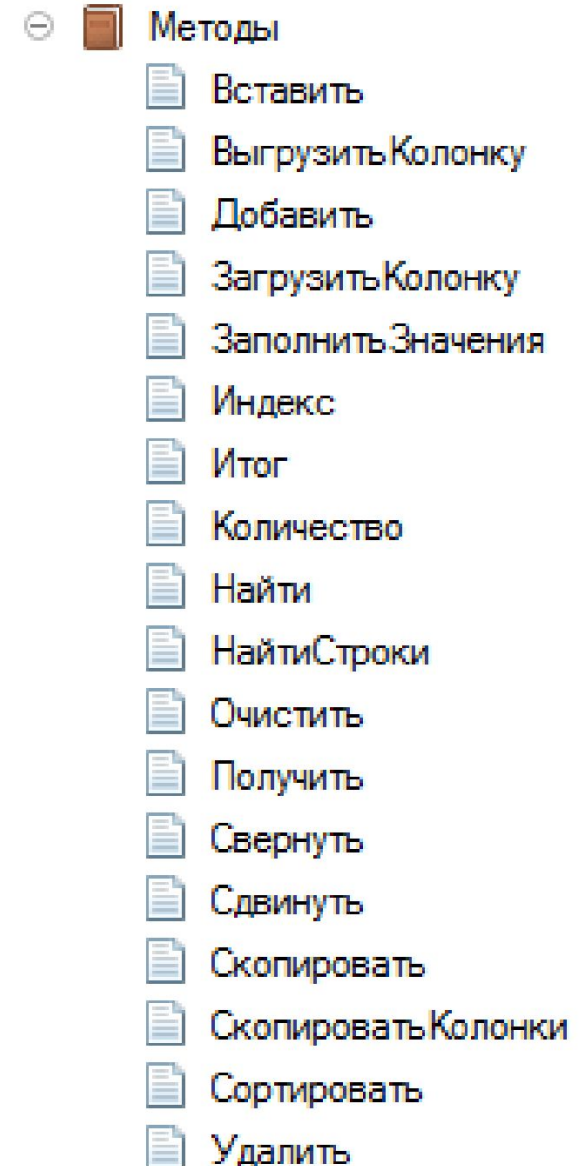 Методы
Вставить
ВыгрузитьКолонку
Добавить
ЗагрузитьКолонку
ЗаполнитьЗначения
Индекс
Итог
Количество
Найти
НайтиСтроки
Очистить
Получить
Свернуть
Сдвинуть
Скопировать
СкопироватьКолонки
Сортировать
Удалить